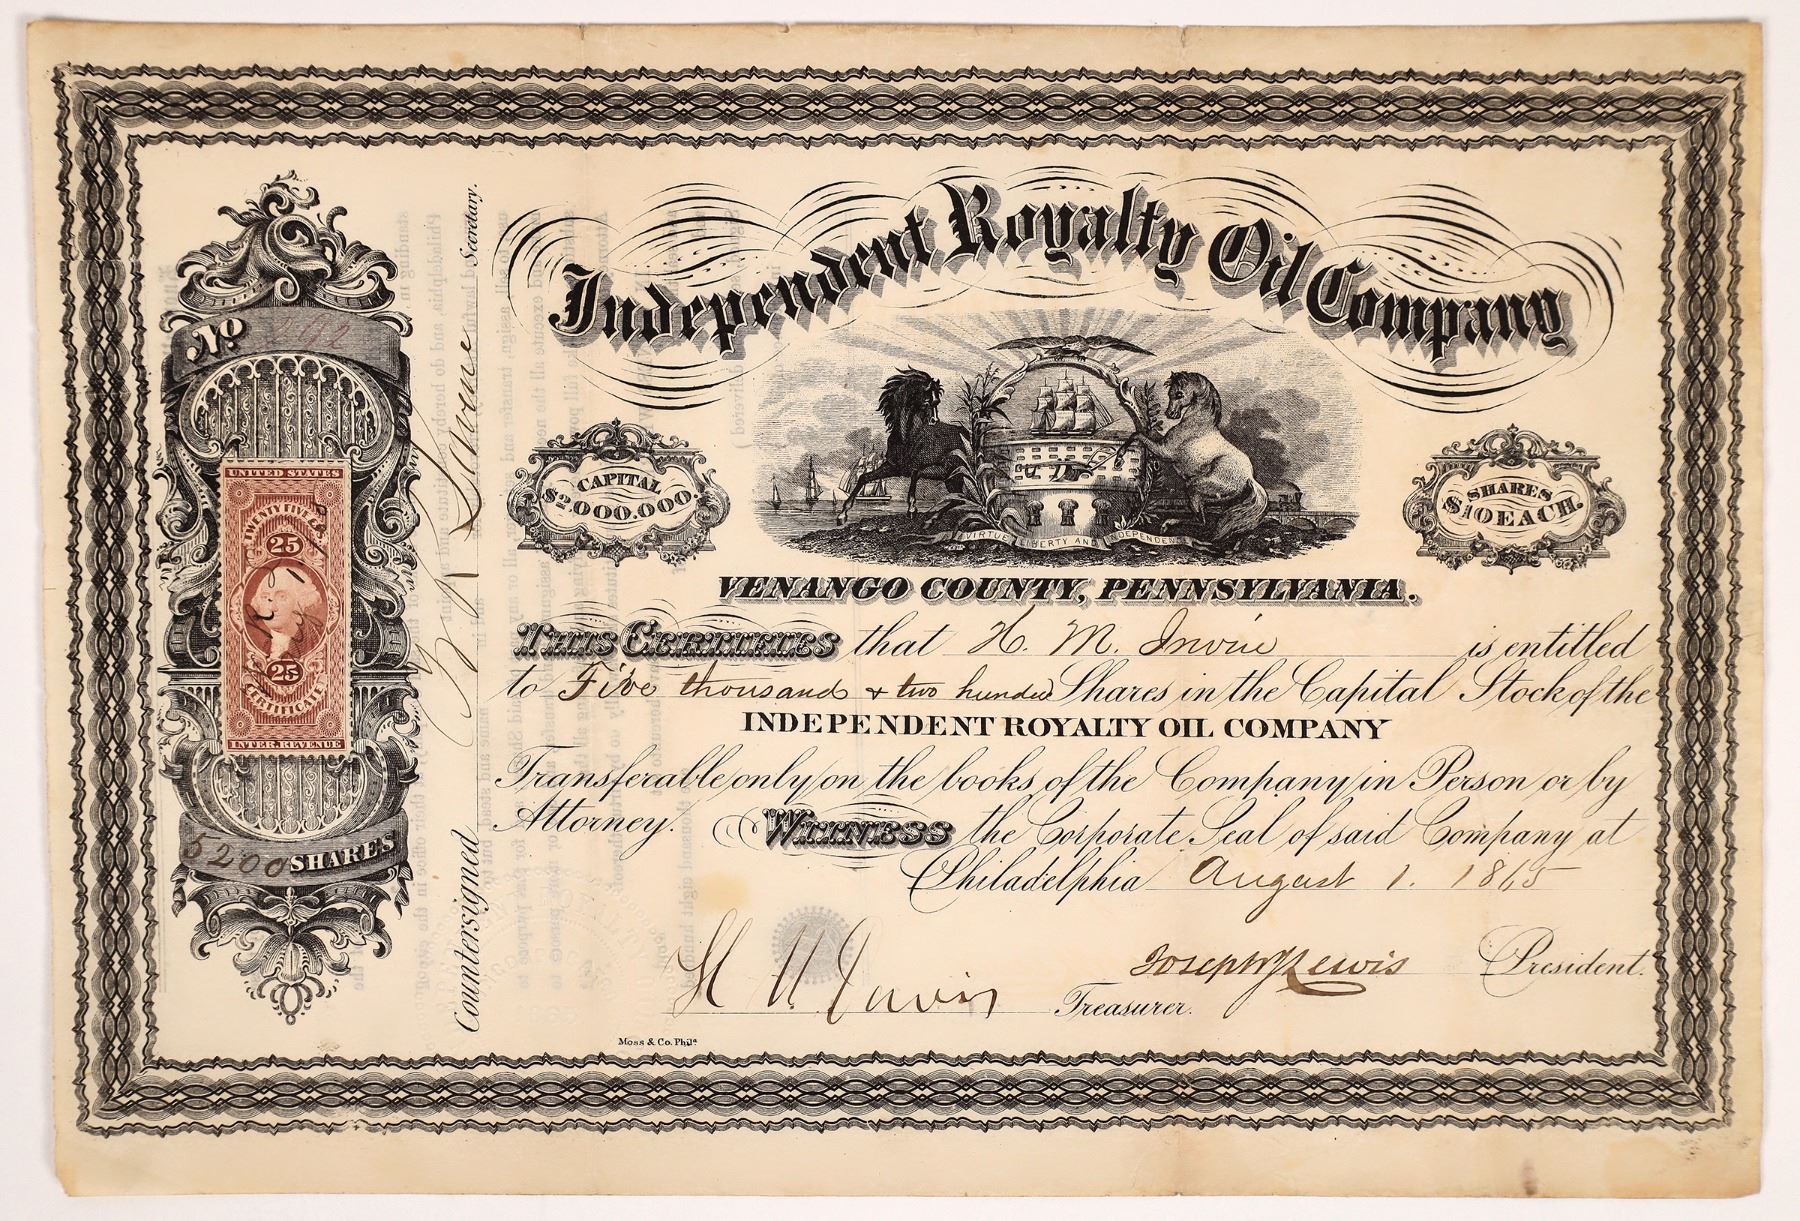 Independent Royalty Oil Company
No
CAPITAL
$2,000,000.
SHARES
$10 EACH.
VIRTUE LIBERTY AND INDEPENDENCE
VENANGO COUNTY, PENNSYLVANIA.
This Certifies that H. M. Irvine is entitled
to Five thousand & two hundred Shares in the Capital Stock of the
INDEPENDENT ROYALTY OIL COMPANY
Transferable only on the books of the Company in Person or by
Attorney. Witness the Corporate Seal of said Company at
Philadelphia August 1. 1865
Joseph Lewis President.
H M Irvine Treasurer.
Moss & Co. Phila
UNITED STATES
TWENTY FIVE CTS
25
25
CERTIFICATE
INTER. REVENUE
5200 SHARES
Countersigned Secretary.